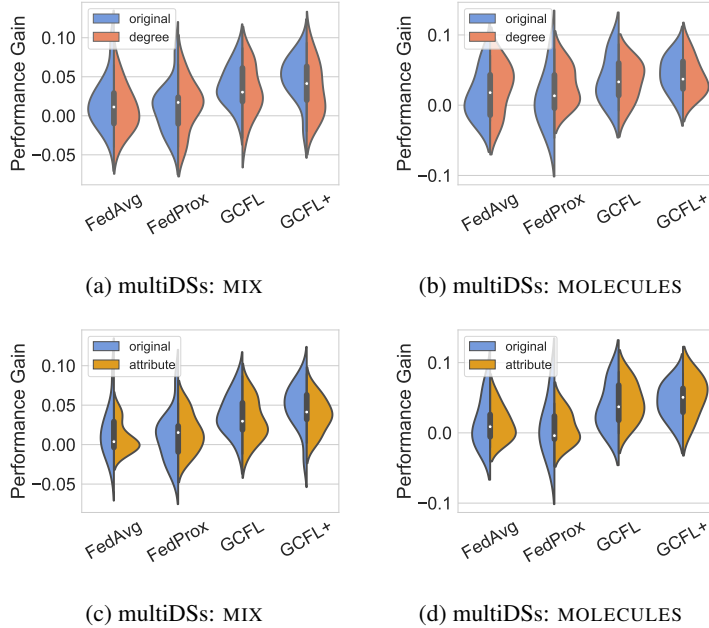 Performance Gain
0.10
0.05
0.00
−0.05
original
degree
FedAvg
FedProx
GCFL
GCFL+
(a) multiDSs: MIX
Performance Gain
0.1
0.0
−0.1
original
degree
FedAvg
FedProx
GCFL
GCFL+
(b) multiDSs: MOLECULES
Performance Gain
0.10
0.05
0.00
−0.05
original
attribute
FedAvg
FedProx
GCFL
GCFL+
(c) multiDSs: MIX
Performance Gain
0.1
0.0
−0.1
original
attribute
FedAvg
FedProx
GCFL
GCFL+
(d) multiDSs: MOLECULES